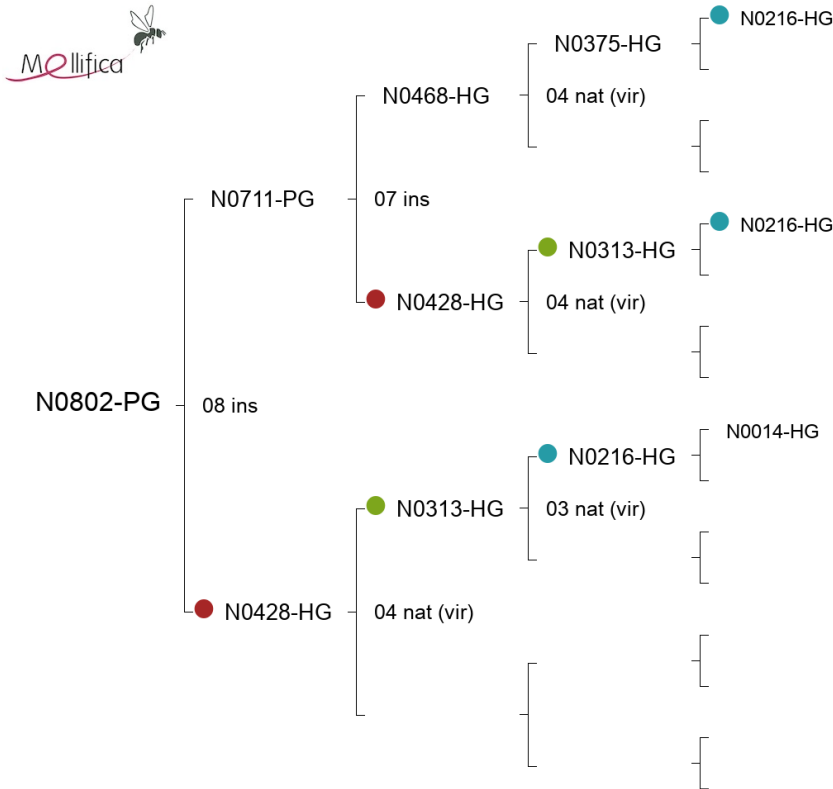 Mellifica
N0216-HG
N0375-HG
N0468-HG
04 nat (vir)
N0711-PG
07 ins
N0216-HG
N0313-HG
N0428-HG
04 nat (vir)
N0802-PG
08 ins
N0014-HG
N0216-HG
N0313-HG
03 nat (vir)
N0428-HG
04 nat (vir)